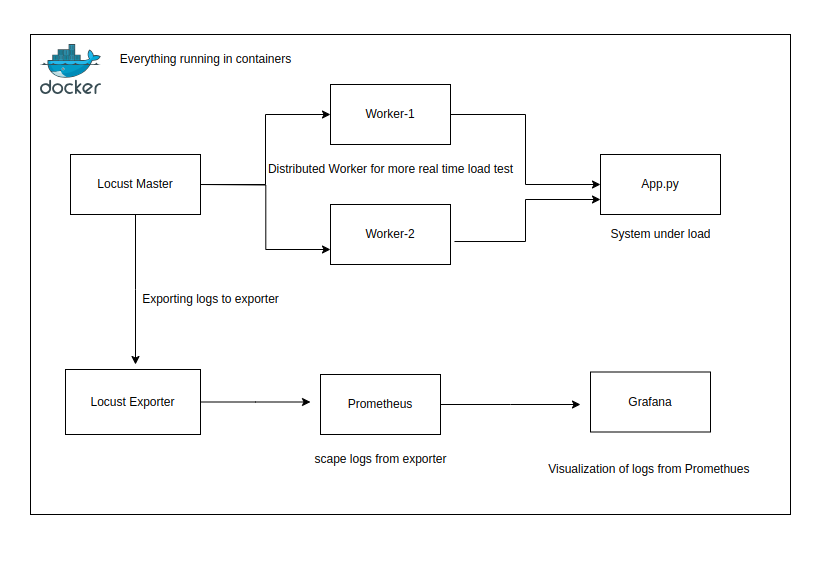 docker
Everything running in containers
Worker-1
Locust Master
Distributed Worker for more real time load test
App.py
Worker-2
System under load
Exporting logs to exporter
Locust Exporter
Prometheus
Grafana
scape logs from exporter
Visualization of logs from Promethues